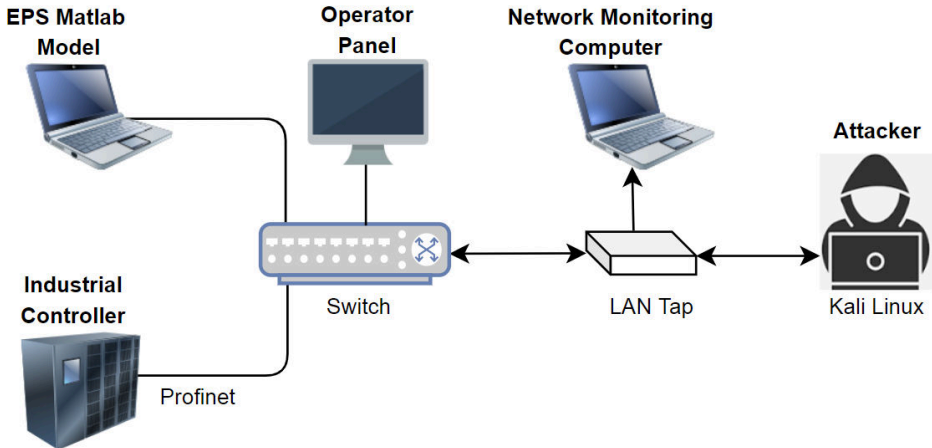 EPS Matlab
Model
Operator
Panel
Network Monitoring
Computer
Attacker
Switch
LAN Tap
Kali Linux
Industrial
Controller
Profinet